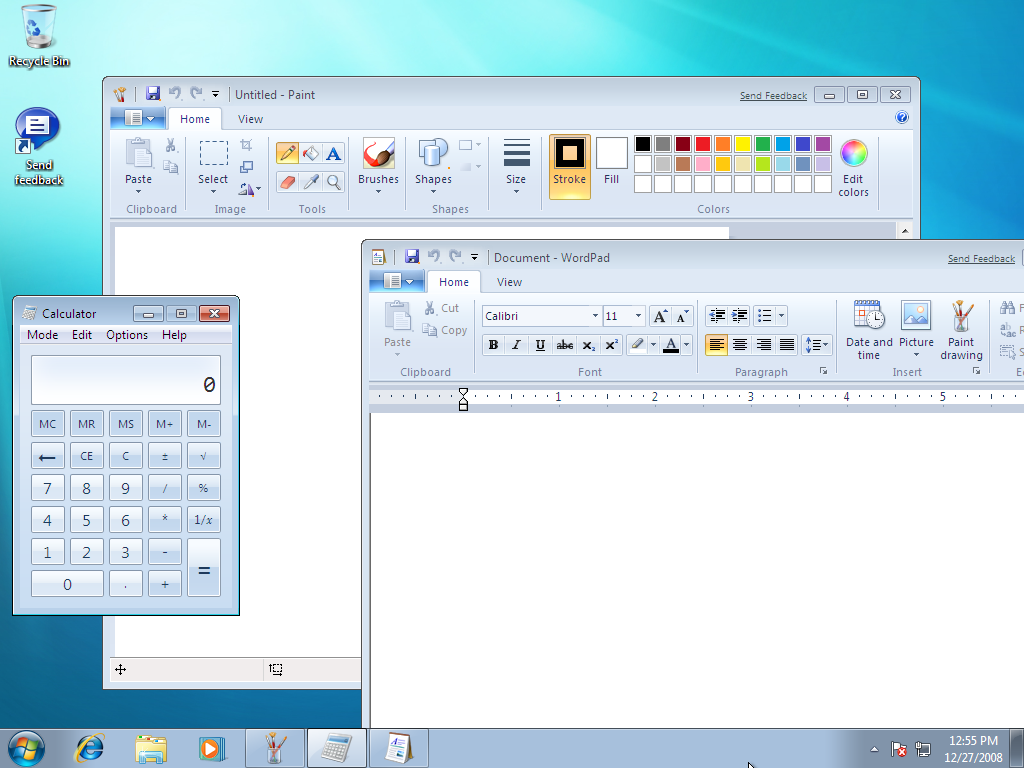 Recycle Bin
Send
feedback
Untitled - Paint
Send Feedback
Home View
Paste
Select
Brushes
Shapes
Size
Stroke
Fill
Edit
colors
Clipboard
Image
Tools
Shapes
Colors
Document - WordPad
Send Feedback
Home View
Paste
Cut
Copy
Calibri
11
B I U abc X₂ X²
A
Clipboard
Font
Paragraph
Date and
time
Picture
Paint
drawing
Insert
1 2 3 4 5
Calculator
Mode Edit Options Help
0
MC MR MS M+ M-
← CE C ± √
7 8 9 / %
4 5 6 * 1/x
1 2 3 - =
0 . +
12:55 PM
12/27/2008